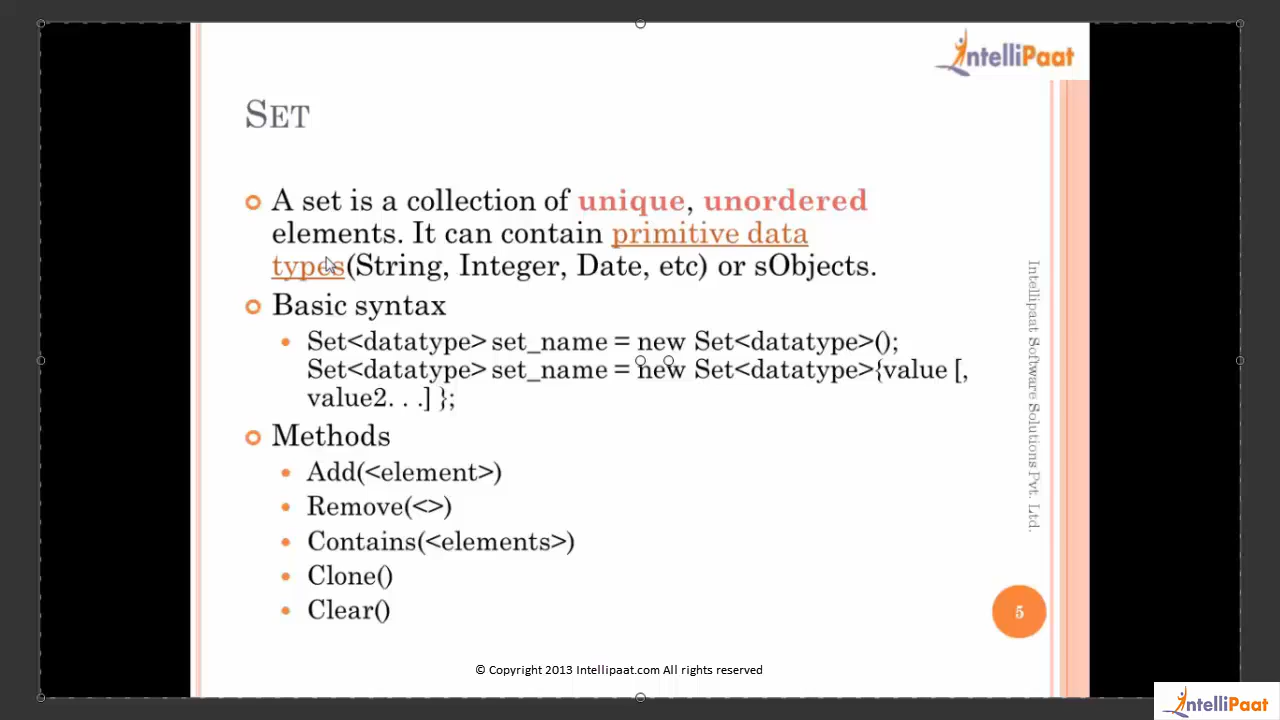 IntelliPaat
SET
A set is a collection of unique, unordered
elements. It can contain primitive data
types(String, Integer, Date, etc) or sObjects.
Basic syntax
Set<datatype> set_name = new Set<datatype>();
Set<datatype> set_name = new Set<datatype>{value [,
value2. . .] };
Methods
Add(<element>)
Remove(<>)
Contains(<elements>)
Clone()
Clear()
Intellipaat Software Solutions Pvt. Ltd.
5
© Copyright 2013 Intellipaat.com All rights reserved
IntelliPaat